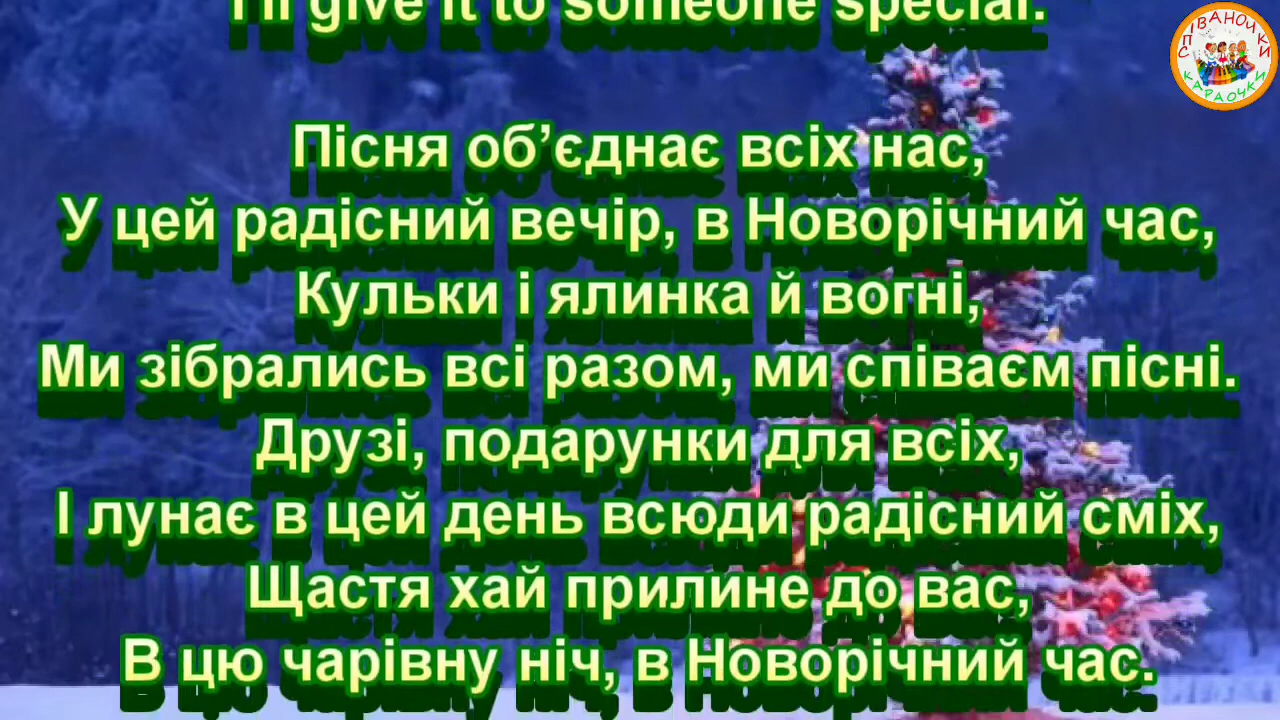 I'll give it to someone special.
Пісня об’єднає всіх нас,
У цей радісний вечір, в Новорічний час,
Кульки і ялинка й вогні,
Ми зібрались всі разом, ми співаєм пісні.
Друзі, подарунки для всіх,
І лунає в цей день всюди радісний сміх,
Щастя хай прилине до вас,
В цю чарівну ніч, в Новорічний час.
СПІВАНОЧКИ
КАРАОЧКИ